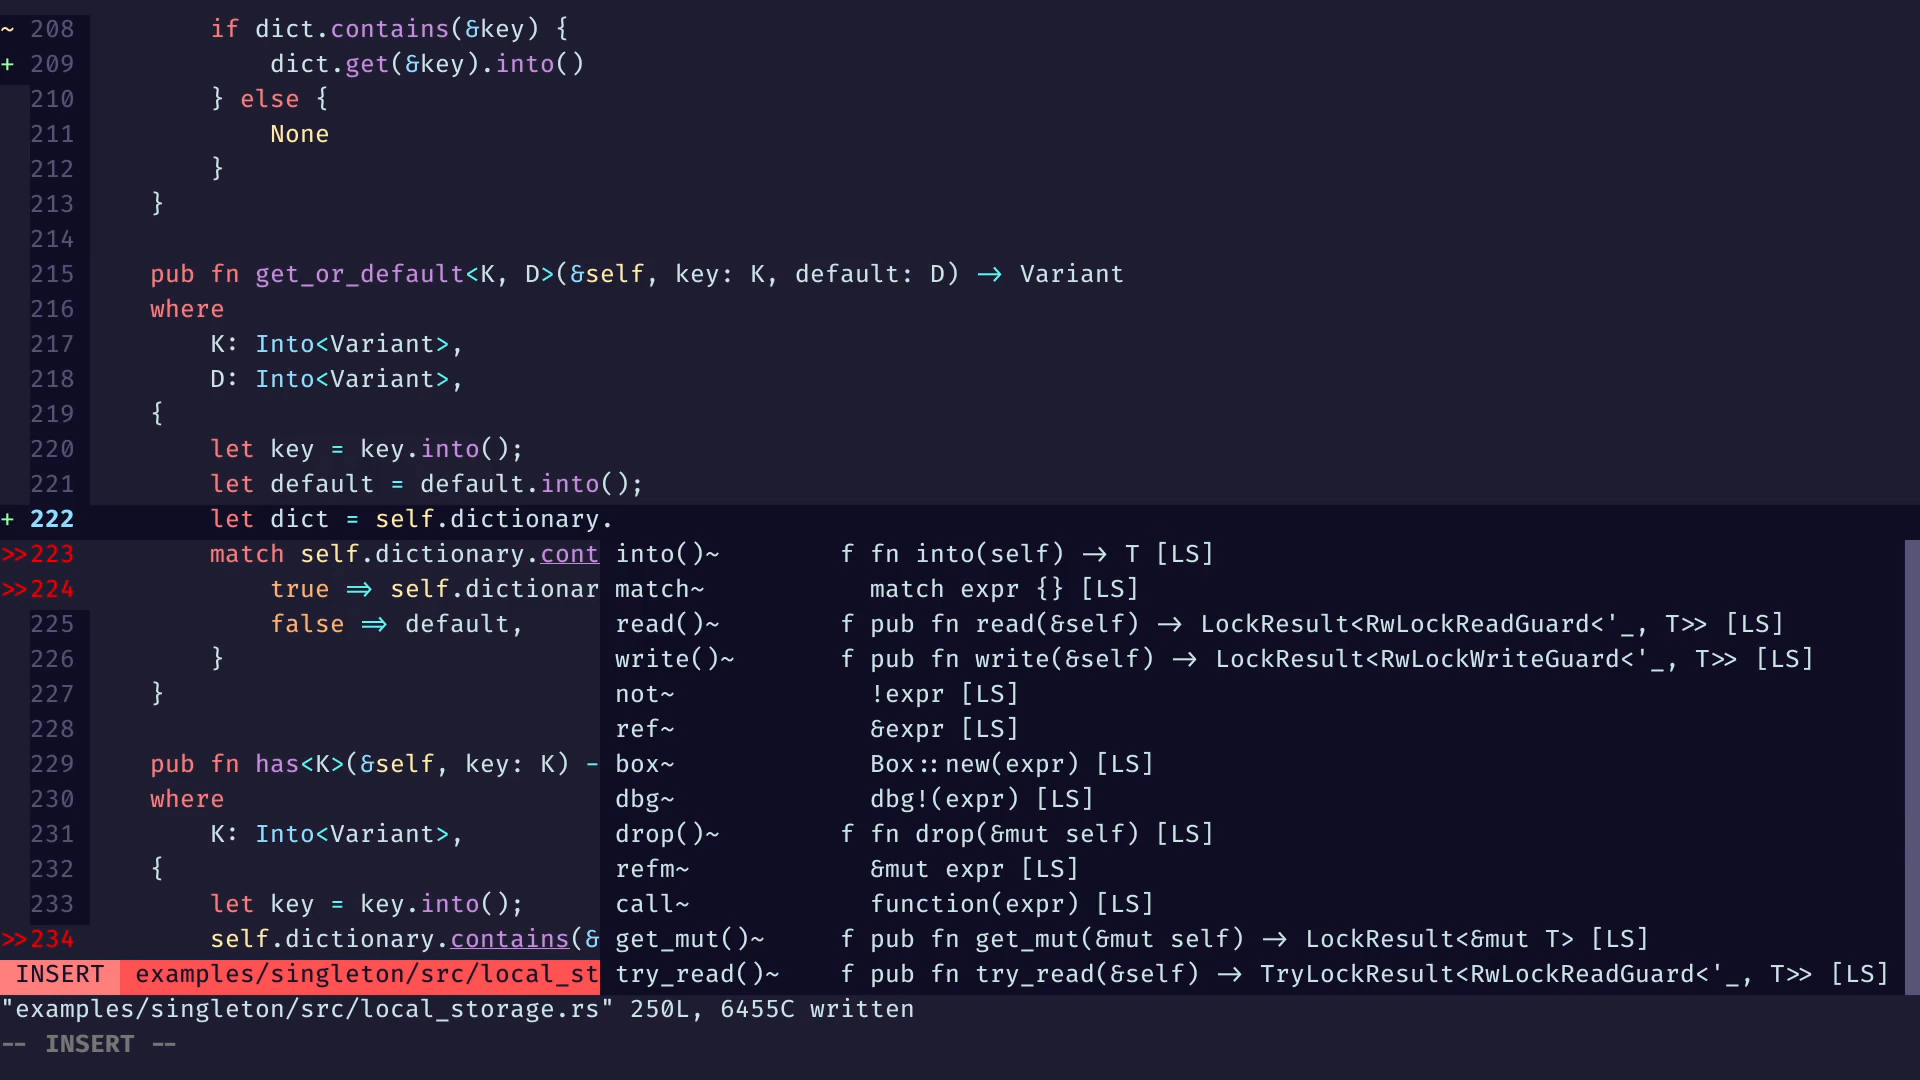 ~ 208         if dict.contains(&key) {
+ 209             dict.get(&key).into()
  210         } else {
  211             None
  212         }
  213     }
  214
  215     pub fn get_or_default<K, D>(&self, key: K, default: D) -> Variant
  216     where
  217         K: Into<Variant>,
  218         D: Into<Variant>,
  219     {
  220         let key = key.into();
  221         let default = default.into();
+ 222         let dict = self.dictionary.
>>223         match self.dictionary.cont into()~        f fn into(self) -> T [LS]
>>224             true => self.dictionar match~           match expr {} [LS]
  225             false => default,      read()~        f pub fn read(&self) -> LockResult<RwLockReadGuard<'_, T>> [LS]
  226         }                          write()~       f pub fn write(&self) -> LockResult<RwLockWriteGuard<'_, T>> [LS]
  227     }                              not~             !expr [LS]
  228                                    ref~             &expr [LS]
  229     pub fn has<K>(&self, key: K) - box~             Box::new(expr) [LS]
  230     where                          dbg~             dbg!(expr) [LS]
  231         K: Into<Variant>,          drop()~        f fn drop(&mut self) [LS]
  232     {                              refm~            &mut expr [LS]
  233         let key = key.into();      call~            function(expr) [LS]
>>234         self.dictionary.contains(& get_mut()~     f pub fn get_mut(&mut self) -> LockResult<&mut T> [LS]
 INSERT  examples/singleton/src/local_st try_read()~    f pub fn try_read(&self) -> TryLockResult<RwLockReadGuard<'_, T>> [LS]
"examples/singleton/src/local_storage.rs" 250L, 6455C written
-- INSERT --